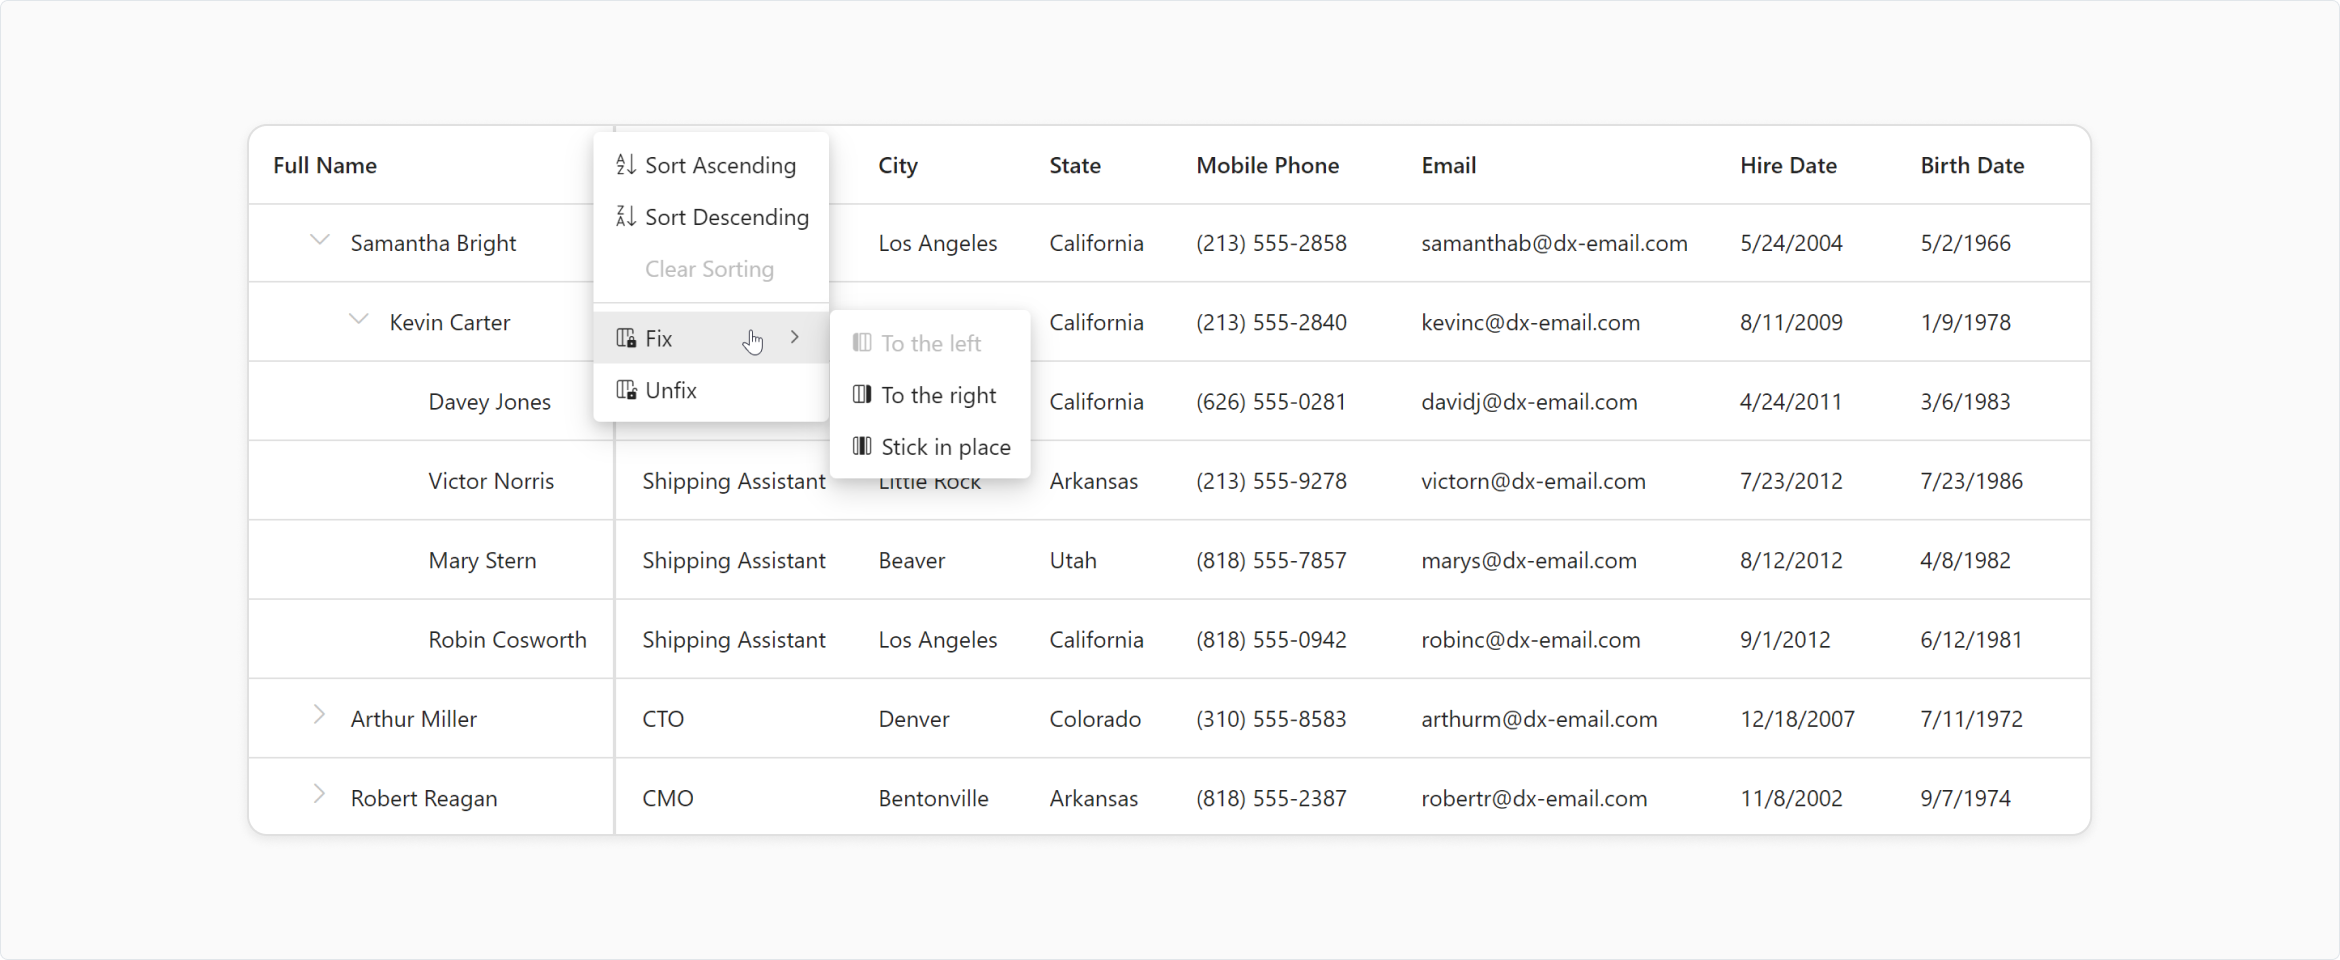 Full Name City State Mobile Phone Email Hire Date Birth Date
Sort Ascending
Sort Descending
Clear Sorting
Fix
Unfix
To the left
To the right
Stick in place
Samantha Bright Los Angeles California (213) 555-2858 samanthab@dx-email.com 5/24/2004 5/2/1966
Kevin Carter California (213) 555-2840 kevinc@dx-email.com 8/11/2009 1/9/1978
Davey Jones California (626) 555-0281 davidj@dx-email.com 4/24/2011 3/6/1983
Victor Norris Shipping Assistant Little Rock Arkansas (213) 555-9278 victorn@dx-email.com 7/23/2012 7/23/1986
Mary Stern Shipping Assistant Beaver Utah (818) 555-7857 marys@dx-email.com 8/12/2012 4/8/1982
Robin Cosworth Shipping Assistant Los Angeles California (818) 555-0942 robinc@dx-email.com 9/1/2012 6/12/1981
Arthur Miller CTO Denver Colorado (310) 555-8583 arthurm@dx-email.com 12/18/2007 7/11/1972
Robert Reagan CMO Bentonville Arkansas (818) 555-2387 robertr@dx-email.com 11/8/2002 9/7/1974